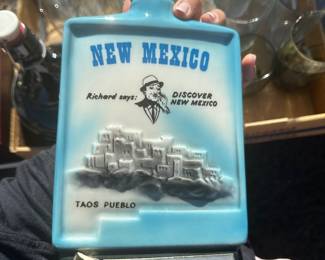 NEW MEXICO
Richard says: DISCOVER
NEW MEXICO
TAOS PUEBLO